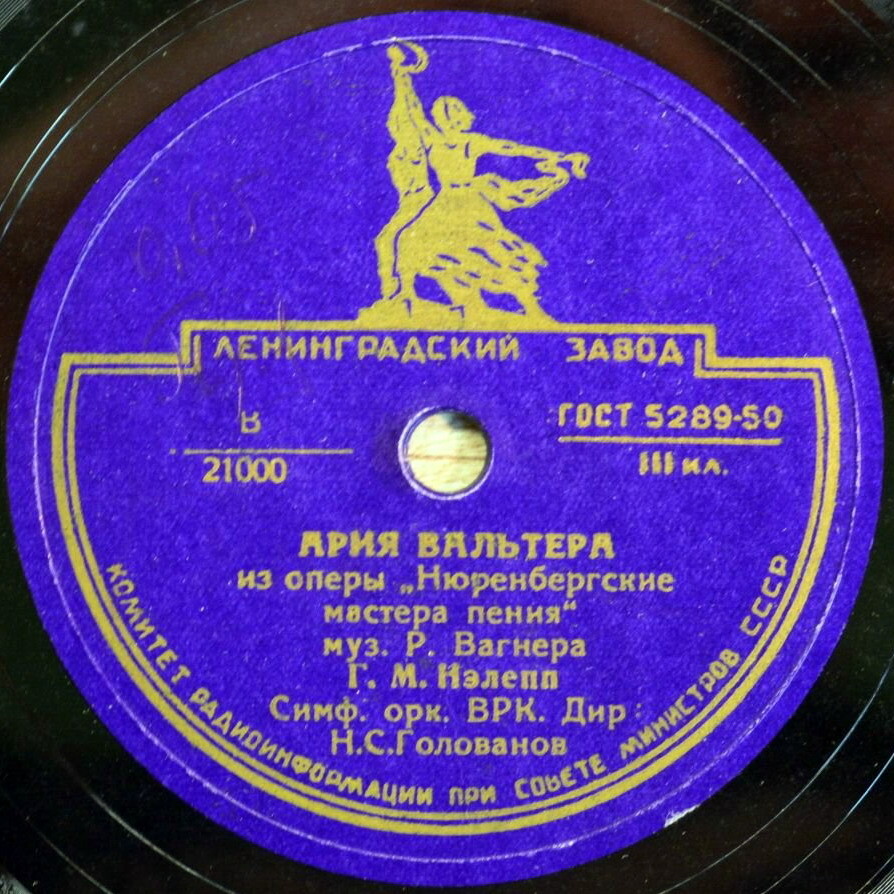 ЛЕНИНГРАДСКИЙ ЗАВОД
В
21000
ГОСТ 5289-50
III кл.
АРИЯ ВАЛЬТЕРА
из оперы „Нюренбергские
мастера пения“
муз. Р. Вагнера
Г. М. Нэлепп
Симф. орк. ВРК. Дир:
Н.С.Голованов
КОМИТЕТ РАДИОИНФОРМАЦИИ ПРИ СОВЕТЕ МИНИСТРОВ СССР